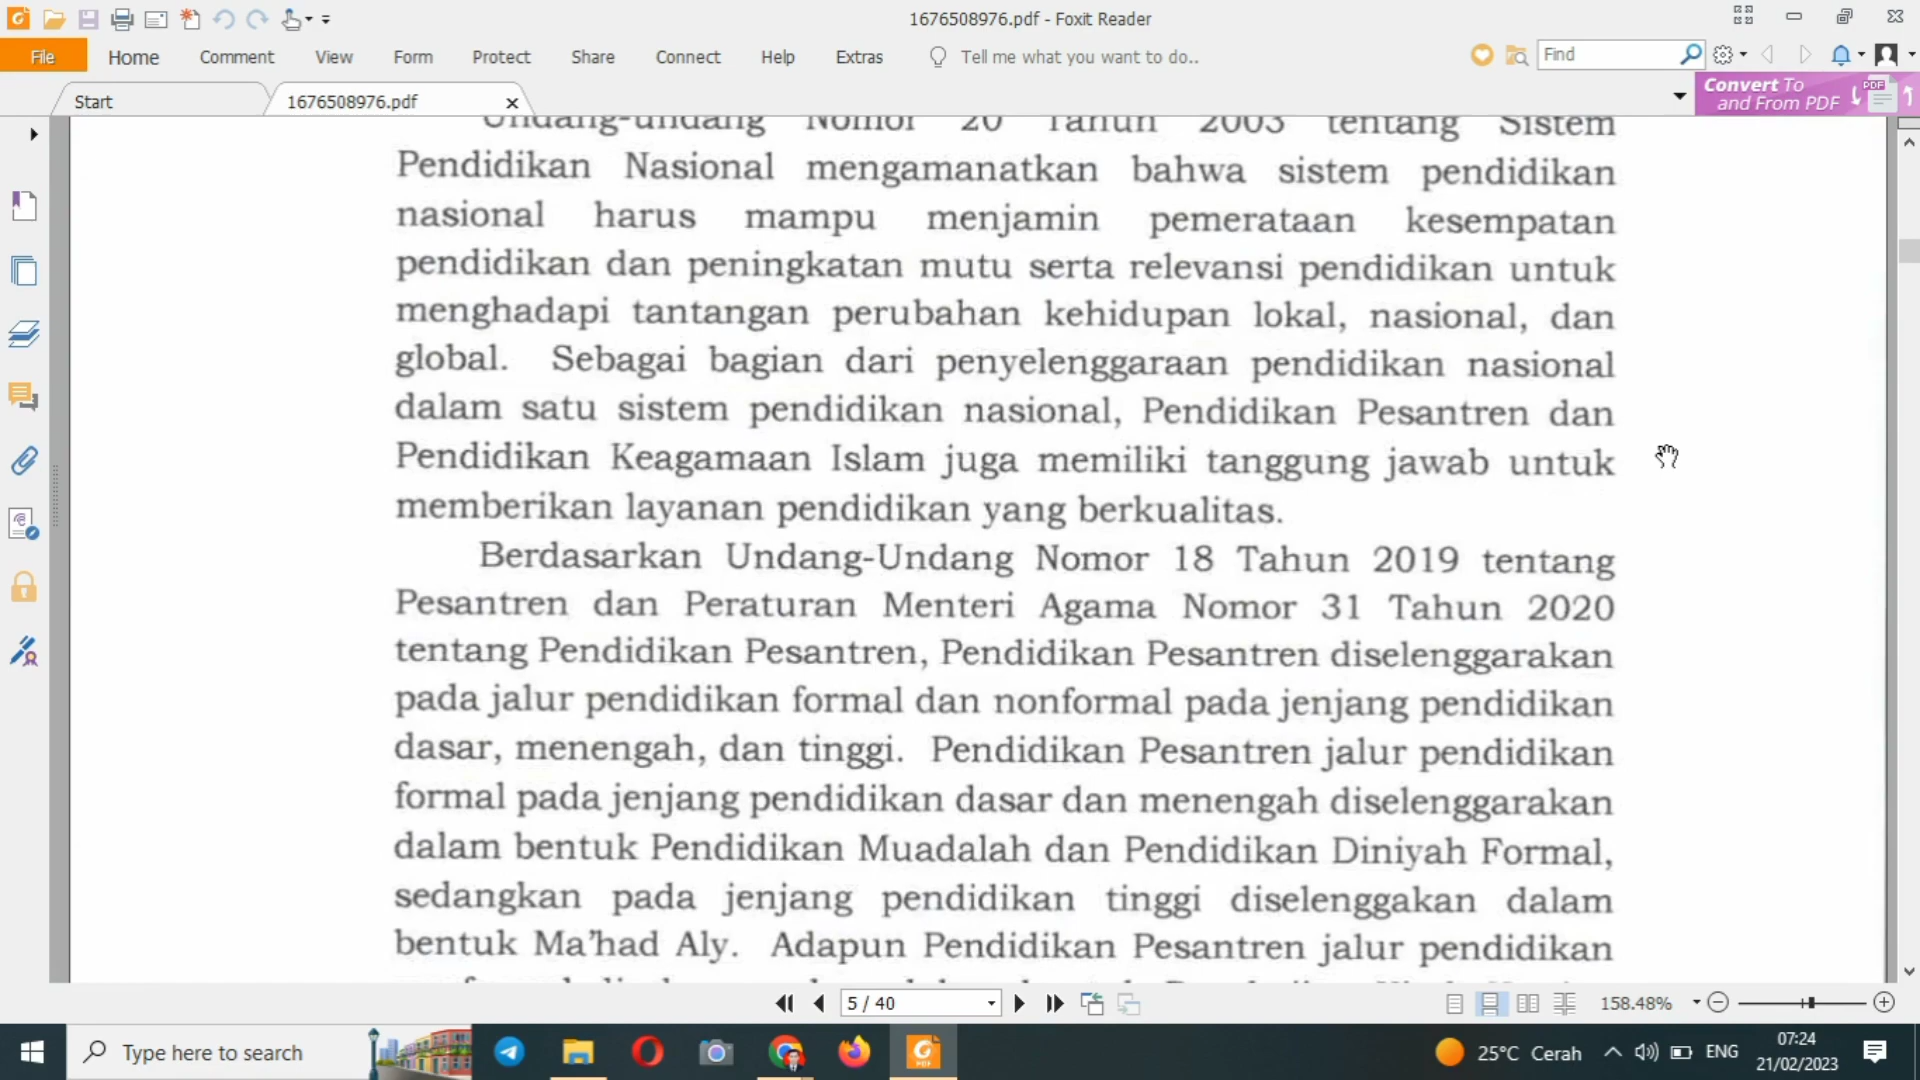 1676508976.pdf - Foxit Reader
File Home Comment View Form Protect Share Connect Help Extras Tell me what you want to do.. Find
Start 1676508976.pdf Convert To and From PDF PDF
Undang-undang Nomor 20 Tahun 2003 tentang Sistem
Pendidikan Nasional mengamanatkan bahwa sistem pendidikan
nasional harus mampu menjamin pemerataan kesempatan
pendidikan dan peningkatan mutu serta relevansi pendidikan untuk
menghadapi tantangan perubahan kehidupan lokal, nasional, dan
global. Sebagai bagian dari penyelenggaraan pendidikan nasional
dalam satu sistem pendidikan nasional, Pendidikan Pesantren dan
Pendidikan Keagamaan Islam juga memiliki tanggung jawab untuk
memberikan layanan pendidikan yang berkualitas.
Berdasarkan Undang-Undang Nomor 18 Tahun 2019 tentang
Pesantren dan Peraturan Menteri Agama Nomor 31 Tahun 2020
tentang Pendidikan Pesantren, Pendidikan Pesantren diselenggarakan
pada jalur pendidikan formal dan nonformal pada jenjang pendidikan
dasar, menengah, dan tinggi. Pendidikan Pesantren jalur pendidikan
formal pada jenjang pendidikan dasar dan menengah diselenggarakan
dalam bentuk Pendidikan Muadalah dan Pendidikan Diniyah Formal,
sedangkan pada jenjang pendidikan tinggi diselenggakan dalam
bentuk Ma'had Aly. Adapun Pendidikan Pesantren jalur pendidikan
5 / 40 158.48%
Type here to search 25°C Cerah ENG 07:24
21/02/2023